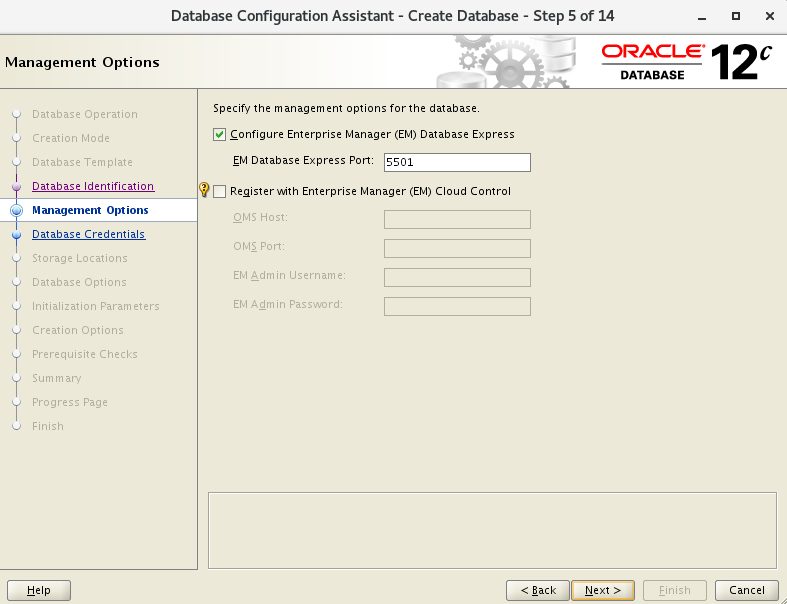 Database Configuration Assistant - Create Database - Step 5 of 14
Management Options
ORACLE
DATABASE
12c
Database Operation
Creation Mode
Database Template
Database Identification
Management Options
Database Credentials
Storage Locations
Database Options
Initialization Parameters
Creation Options
Prerequisite Checks
Summary
Progress Page
Finish
Specify the management options for the database.
Configure Enterprise Manager (EM) Database Express
EM Database Express Port: 5501
Register with Enterprise Manager (EM) Cloud Control
OMS Host:
OMS Port:
EM Admin Username:
EM Admin Password:
Help
< Back
Next >
Finish
Cancel